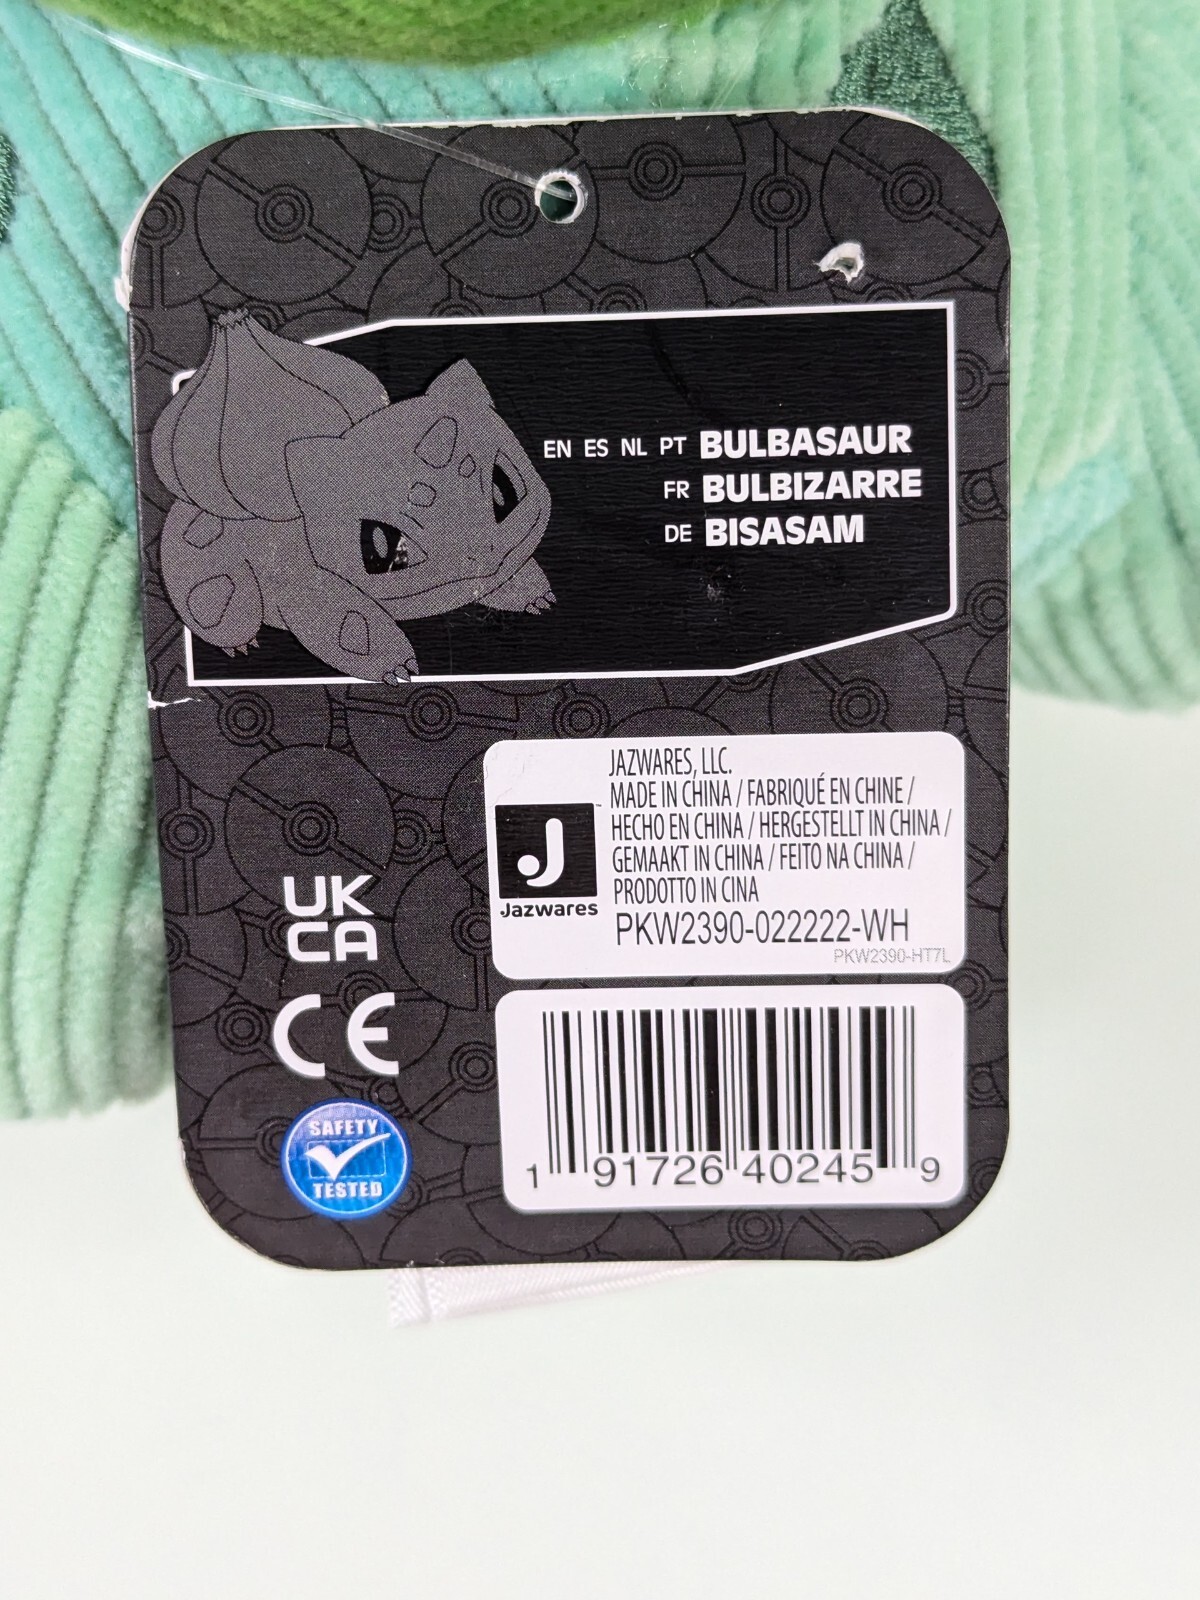 EN ES NL PT BULBASAUR
FR BULBIZARRE
DE BISASAM
JAZWARES, LLC.
MADE IN CHINA / FABRIQUÉ EN CHINE /
HECHO EN CHINA / HERGESTELLT IN CHINA /
GEMAAKT IN CHINA / FEITO NA CHINA /
PRODOTTO IN CINA
PKW2390-022222-WH
PKW2390-HT7L
J
™
Jazwares
UK
CA
CE
SAFETY
TESTED
1 91726 40245 9